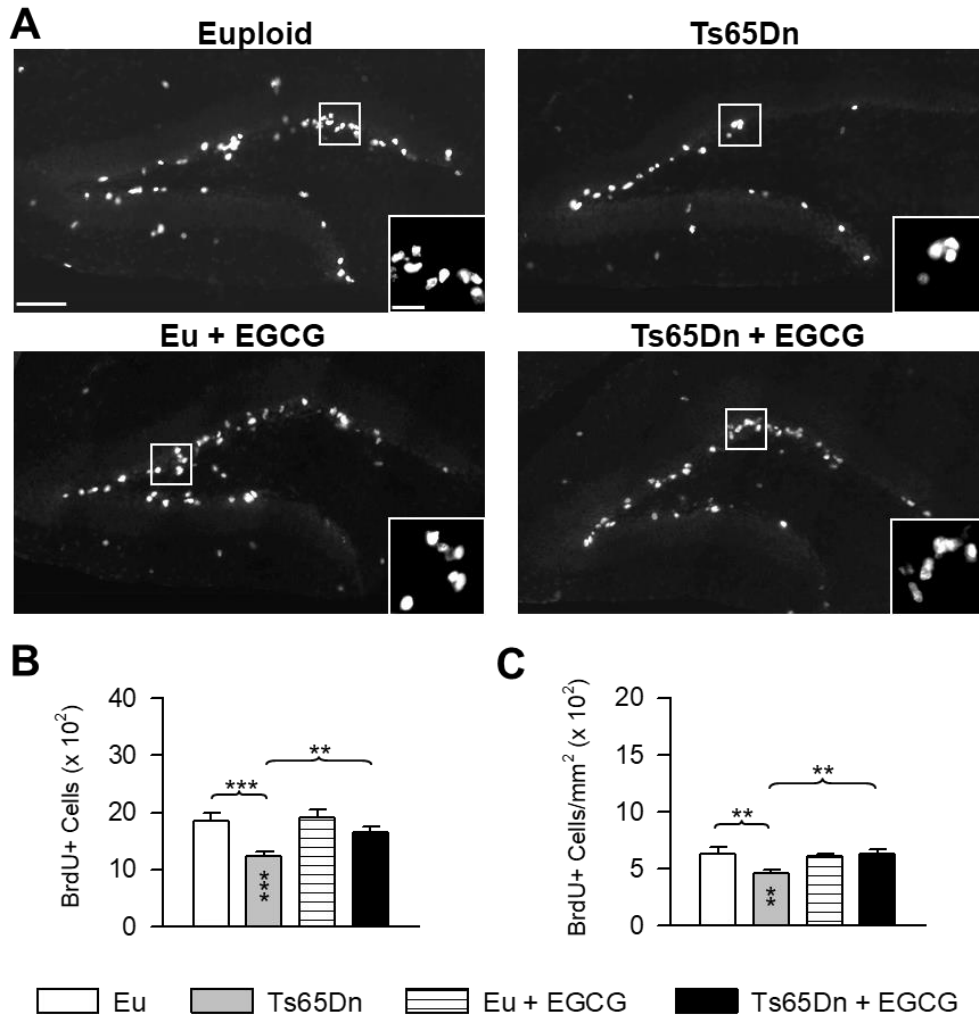 A
Euploid
Ts65Dn
Eu + EGCG
Ts65Dn + EGCG
B
BrdU+ Cells (x 10²)
40
30
20
10
0
***
**
***
C
BrdU+ Cells/mm² (x 10²)
20
15
10
5
0
**
**
**
Eu
Ts65Dn
Eu + EGCG
Ts65Dn + EGCG